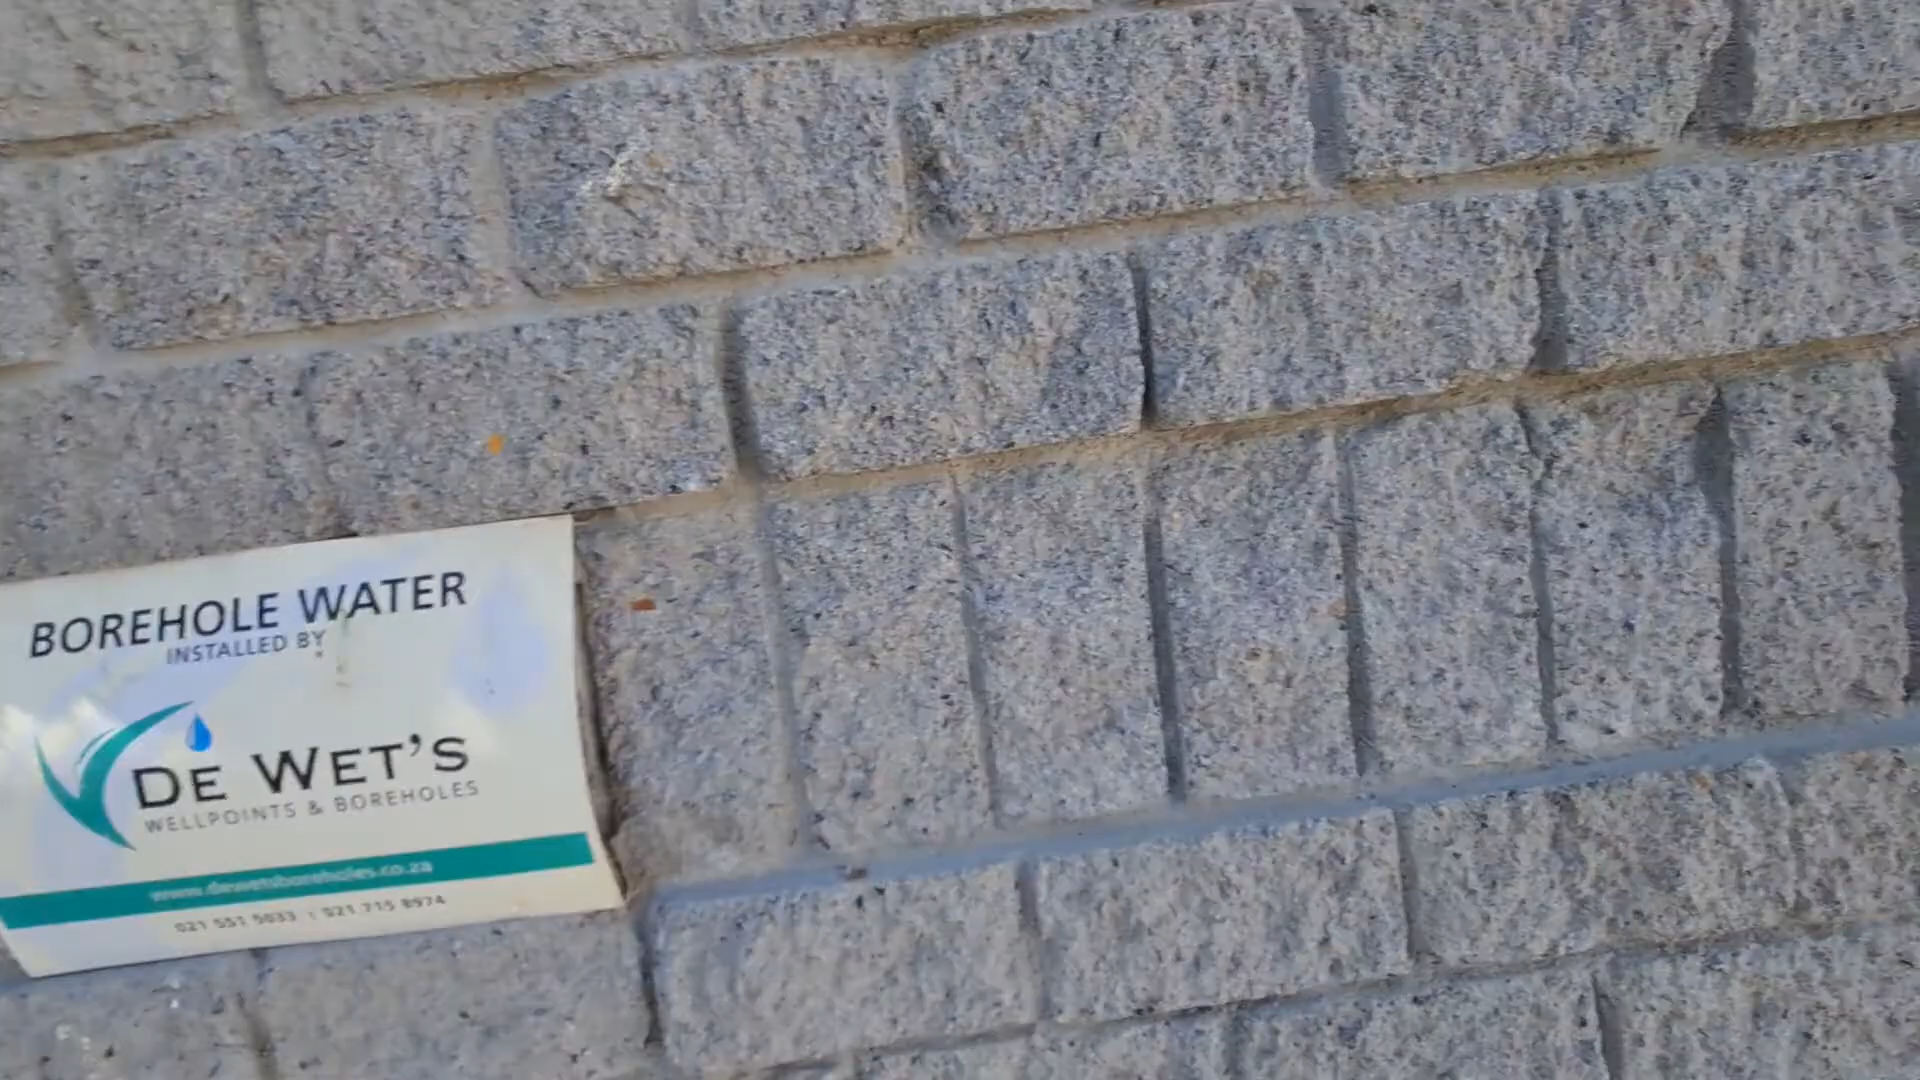 BOREHOLE WATER
INSTALLED BY
DE WET'S
WELLPOINTS & BOREHOLES
www.dewetsboreholes.co.za
021 551 5033 : 021 715 8974